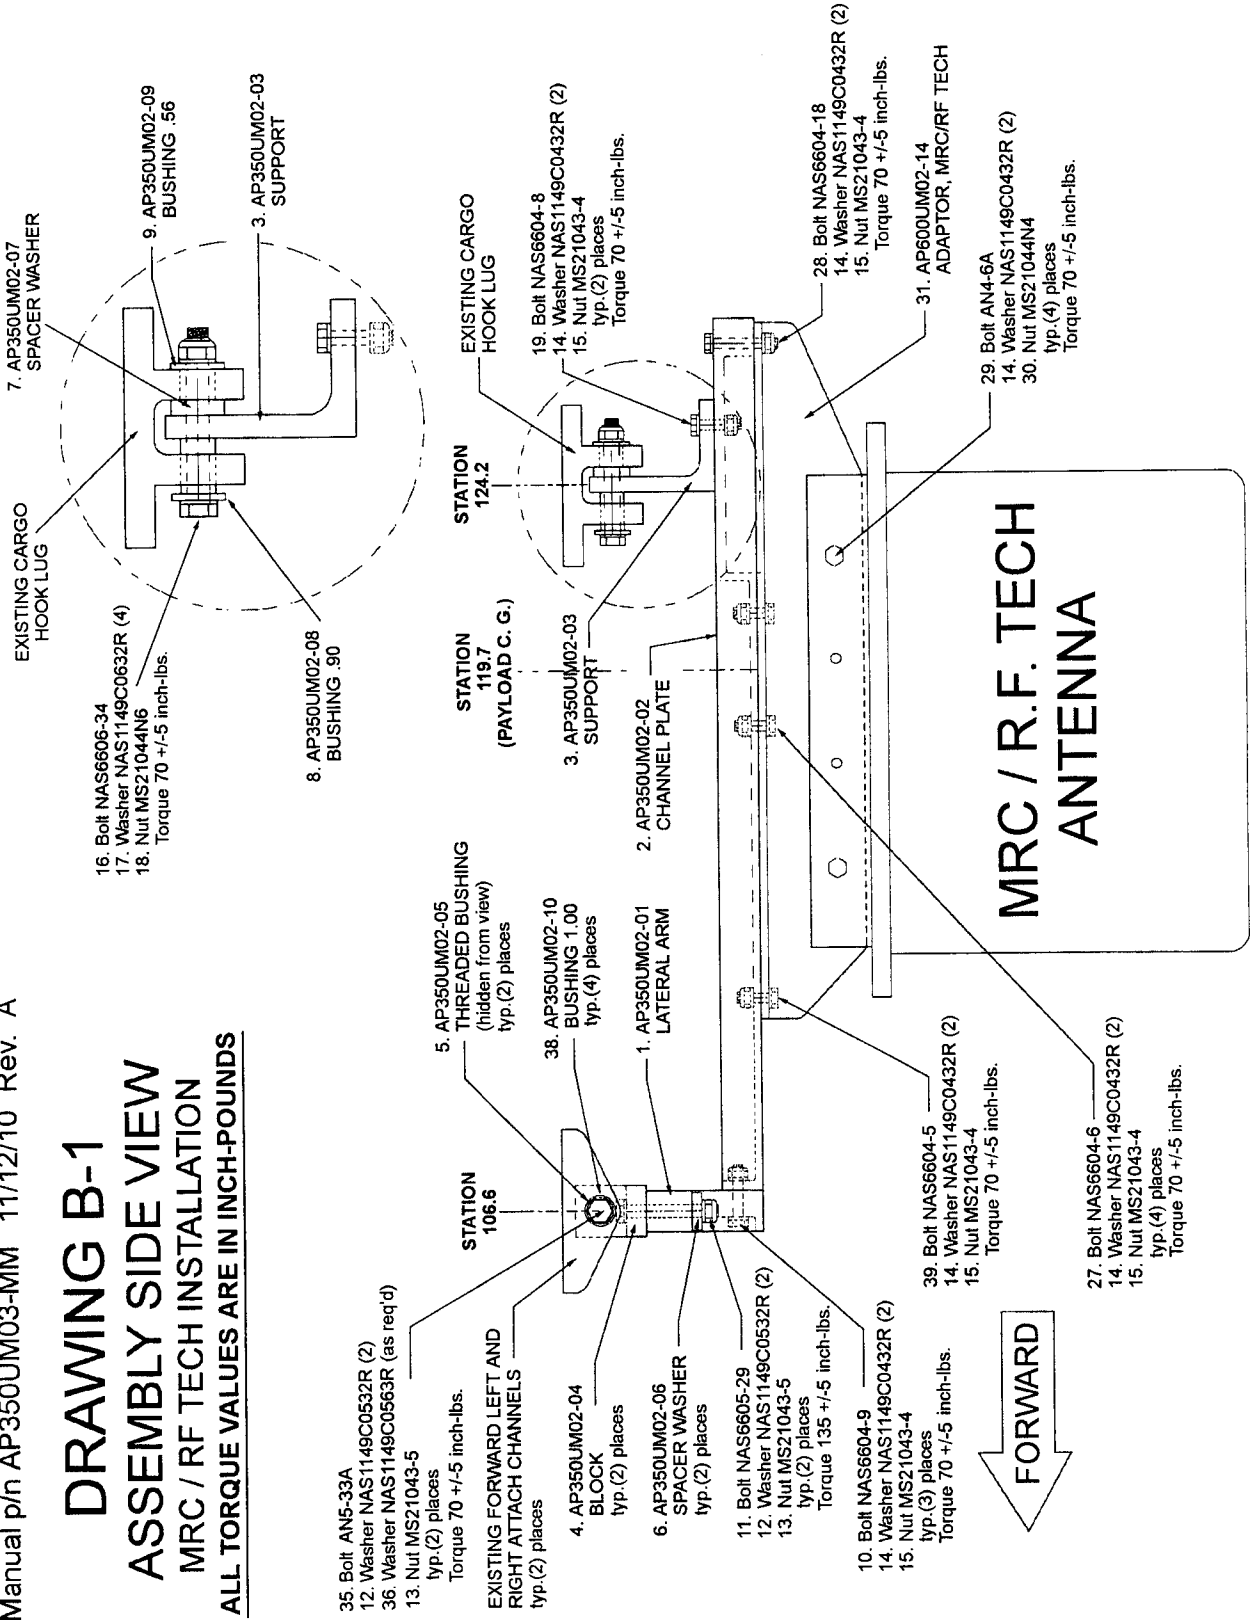 Manual p/n AP350UM03-MM 11/12/10 Rev. A
DRAWING B-1
ASSEMBLY SIDE VIEW
MRC / RF TECH INSTALLATION
ALL TORQUE VALUES ARE IN INCH-POUNDS
EXISTING CARGO
HOOK LUG
7. AP350UM02-07
SPACER WASHER
9. AP350UM02-09
BUSHING .56
3. AP350UM02-03
SUPPORT
16. Bolt NAS6606-34
17. Washer NAS1149C0632R (4)
18. Nut MS21044N6
Torque 70 +/-5 inch-lbs.
8. AP350UM02-08
BUSHING .90
35. Bolt AN5-33A
12. Washer NAS1149C0532R (2)
36. Washer NAS1149C0563R (as req'd)
13. Nut MS21043-5
typ.(2) places
Torque 70 +/-5 inch-lbs.
EXISTING FORWARD LEFT AND
RIGHT ATTACH CHANNELS
typ.(2) places
4. AP350UM02-04
BLOCK
typ.(2) places
6. AP350UM02-06
SPACER WASHER
typ.(2) places
11. Bolt NAS6605-29
12. Washer NAS1149C0532R (2)
13. Nut MS21043-5
typ.(2) places
Torque 135 +/-5 inch-lbs.
10. Bolt NAS6604-9
14. Washer NAS1149C0432R (2)
15. Nut MS21043-4
typ.(3) places
Torque 70 +/-5 inch-lbs.
FORWARD
STATION
106.6
5. AP350UM02-05
THREADED BUSHING
(hidden from view)
typ.(2) places
38. AP350UM02-10
BUSHING 1.00
typ.(4) places
1. AP350UM02-01
LATERAL ARM
STATION
119.7
(PAYLOAD C. G.)
3. AP350UM02-03
SUPPORT
2. AP350UM02-02
CHANNEL PLATE
STATION
124.2
EXISTING CARGO
HOOK LUG
19. Bolt NAS6604-8
14. Washer NAS1149C0432R (2)
15. Nut MS21043-4
typ.(2) places
Torque 70 +/-5 inch-lbs.
28. Bolt NAS6604-18
14. Washer NAS1149C0432R (2)
15. Nut MS21043-4
Torque 70 +/-5 inch-lbs.
31. AP600UM02-14
ADAPTOR, MRC/RF TECH
29. Bolt AN4-6A
14. Washer NAS1149C0432R (2)
30. Nut MS21044N4
typ.(4) places
Torque 70 +/-5 inch-lbs.
39. Bolt NAS6604-5
14. Washer NAS1149C0432R (2)
15. Nut MS21043-4
Torque 70 +/-5 inch-lbs.
27. Bolt NAS6604-6
14. Washer NAS1149C0432R (2)
15. Nut MS21043-4
typ.(4) places
Torque 70 +/-5 inch-lbs.
MRC / R.F. TECH
ANTENNA